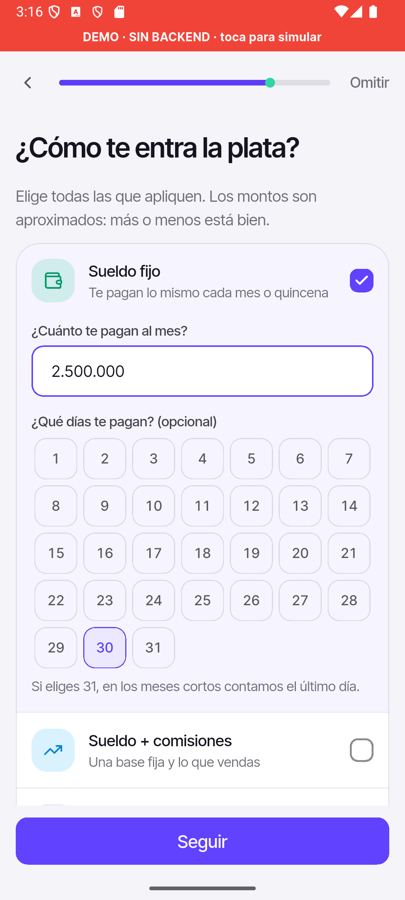 3:16
DEMO · SIN BACKEND · toca para simular
Omitir
¿Cómo te entra la plata?
Elige todas las que apliquen. Los montos son
aproximados: más o menos está bien.
Sueldo fijo
Te pagan lo mismo cada mes o quincena
¿Cuánto te pagan al mes?
2.500.000
¿Qué días te pagan? (opcional)
1 2 3 4 5 6 7
8 9 10 11 12 13 14
15 16 17 18 19 20 21
22 23 24 25 26 27 28
29 30 31
Si eliges 31, en los meses cortos contamos el último día.
Sueldo + comisiones
Una base fija y lo que vendas
Seguir